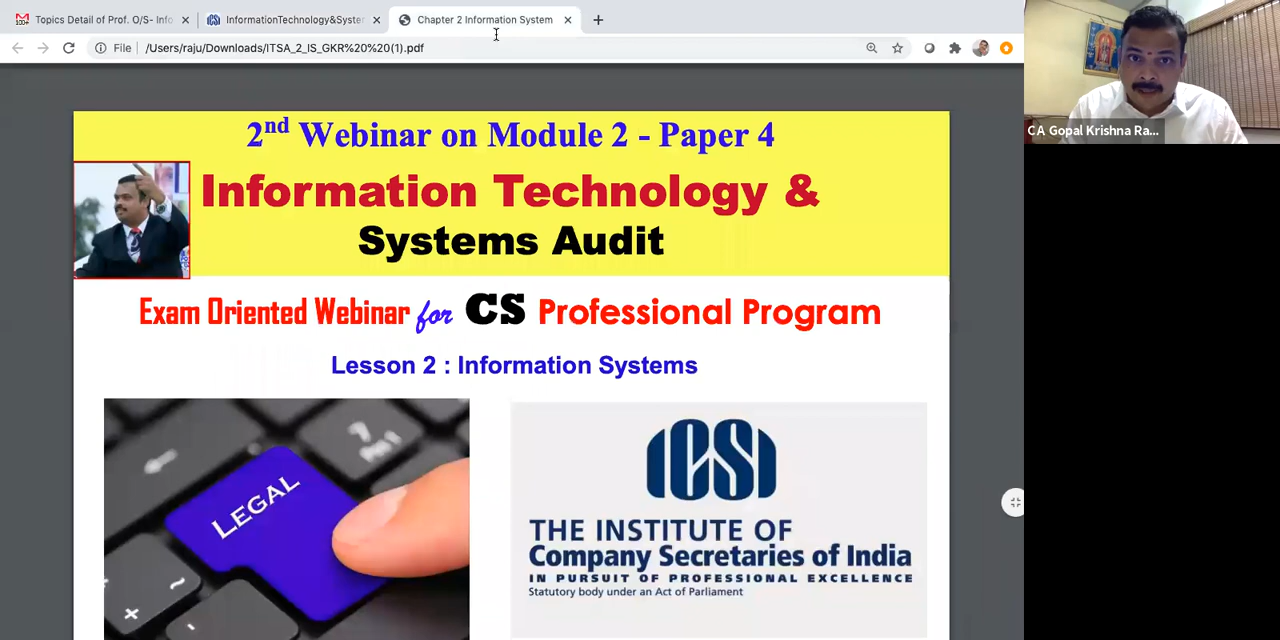 Topics Detail of Prof. O/S- Info
InformationTechnology&System
Chapter 2 Information System
File
/Users/raju/Downloads/ITSA_2_IS_GKR%20%20(1).pdf
2nd Webinar on Module 2 - Paper 4
Information Technology &
Systems Audit
Exam Oriented Webinar for CS Professional Program
Lesson 2 : Information Systems
LEGAL
ICSI
THE INSTITUTE OF
Company Secretaries of India
IN PURSUIT OF PROFESSIONAL EXCELLENCE
Statutory body under an Act of Parliament
CA Gopal Krishna Ra...